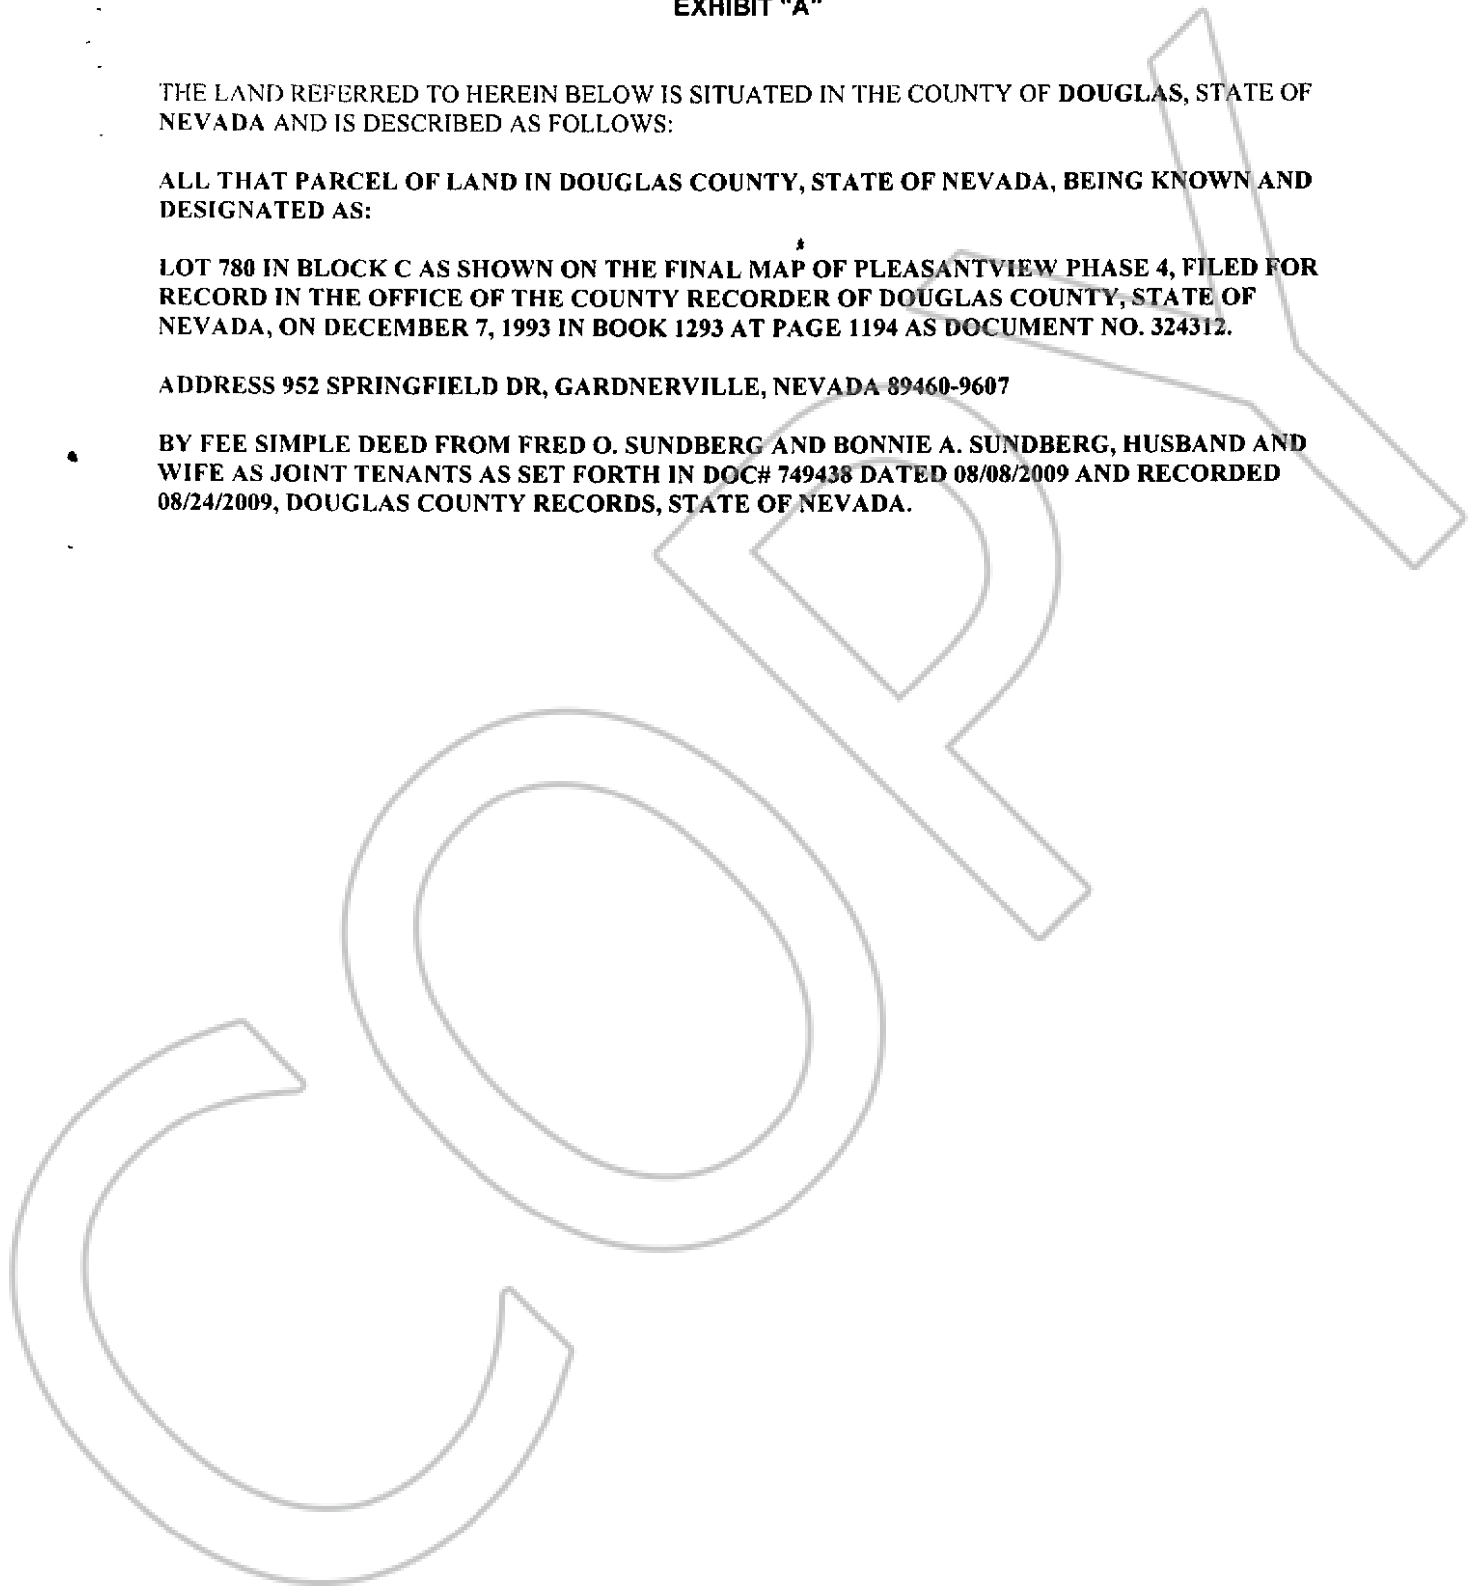 EXHIBIT "A"
THE LAND REFERRED TO HEREIN BELOW IS SITUATED IN THE COUNTY OF DOUGLAS, STATE OF
NEVADA AND IS DESCRIBED AS FOLLOWS:
ALL THAT PARCEL OF LAND IN DOUGLAS COUNTY, STATE OF NEVADA, BEING KNOWN AND
DESIGNATED AS:
LOT 780 IN BLOCK C AS SHOWN ON THE FINAL MAP OF PLEASANTVIEW PHASE 4, FILED FOR
RECORD IN THE OFFICE OF THE COUNTY RECORDER OF DOUGLAS COUNTY, STATE OF
NEVADA, ON DECEMBER 7, 1993 IN BOOK 1293 AT PAGE 1194 AS DOCUMENT NO. 324312.
ADDRESS 952 SPRINGFIELD DR, GARDNERVILLE, NEVADA 89460-9607
BY FEE SIMPLE DEED FROM FRED O. SUNDBERG AND BONNIE A. SUNDBERG, HUSBAND AND
WIFE AS JOINT TENANTS AS SET FORTH IN DOC# 749438 DATED 08/08/2009 AND RECORDED
08/24/2009, DOUGLAS COUNTY RECORDS, STATE OF NEVADA.
COPY